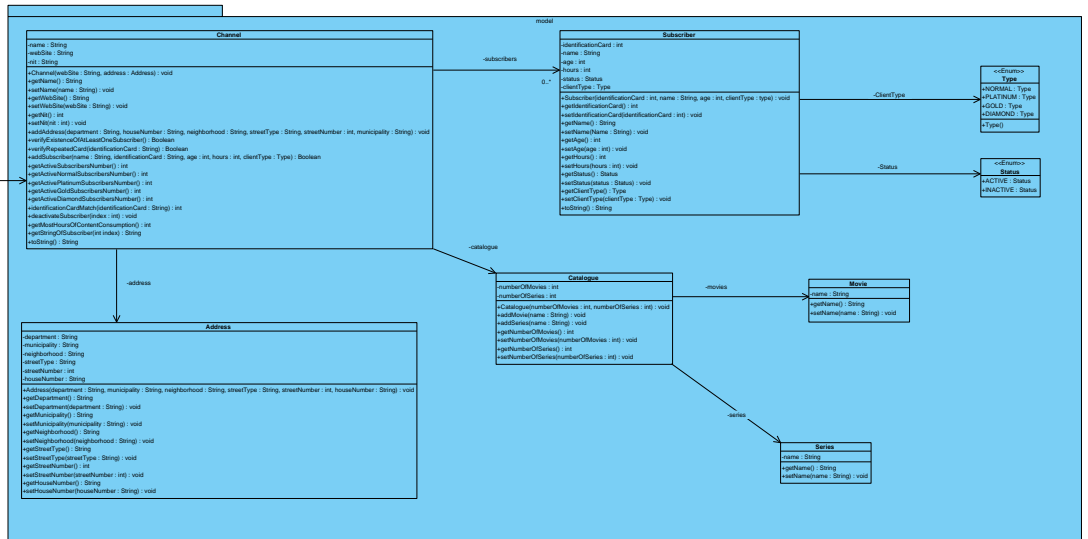 model
Channel
-name : String
-webSite : String
-nit : String
+Channel(webSite : String, address : Address) : void
+getName() : String
+setName(name : String) : void
+getWebSite() : String
+setWebSite(webSite : String) : void
+getNit() : int
+setNit(nit : int) : void
+addAddress(department : String, houseNumber : String, neighborhood : String, streetType : String, streetNumber : int, municipality : String) : void
+verifyExistenceOfAtLeastOneSubscriber() : Boolean
+verifyRepeatedCard(identificationCard : String) : Boolean
+addSubscriber(name : String, identificationCard : String, age : int, hours : int, clientType : Type) : Boolean
+getActiveSubscribersNumber() : int
+getActiveNormalSubscribersNumber() : int
+getActivePlatinumSubscribersNumber() : int
+getActiveGoldSubscribersNumber() : int
+getActiveDiamondSubscribersNumber() : int
+identificationCardMatch(identificationCard : String) : int
+deactivateSubscriber(index : int) : void
+getMostHoursOfContentConsumption() : int
+getStringOfSubscriber(int index) : String
+toString() : String
-subscribers
0..*
Subscriber
-identificationCard : int
-name : String
-age : int
-hours : int
-status : Status
-clientType : Type
+Subscriber(identificationCard : int, name : String, age : int, clientType : type) : void
+getIdentificationCard() : int
+setIdentificationCard(identificationCard : int) : void
+getName() : String
+setName(Name : String) : void
+getAge() : int
+setAge(age : int) : void
+getHours() : int
+setHours(hours : int) : void
+getStatus() : Status
+setStatus(status : Status) : void
+getClientType() : Type
+setClientType(clientType : Type) : void
+toString() : String
-ClientType
<<Enum>>
Type
+NORMAL : Type
+PLATINUM : Type
+GOLD : Type
+DIAMOND : Type
+Type()
-Status
<<Enum>>
Status
+ACTIVE : Status
+INACTIVE : Status
-catalogue
-address
Catalogue
-numberOfMovies : int
-numberOfSeries : int
+Catalogue(numberOfMovies : int, numberOfSeries : int) : void
+addMovie(name : String) : void
+addSeries(name : String) : void
+getNumberOfMovies() : int
+setNumberOfMovies(numberOfMovies : int) : void
+getNumberOfSeries() : int
+setNumberOfSeries(numberOfSeries : int) : void
-movies
Movie
-name : String
+getName() : String
+setName(name : String) : void
Address
-department : String
-municipality : String
-neighborhood : String
-streetType : String
-streetNumber : int
-houseNumber : String
+Address(department : String, municipality : String, neighborhood : String, streetType : String, streetNumber : int, houseNumber : String) : void
+getDepartment() : String
+setDepartment(department : String) : void
+getMunicipality() : String
+setMunicipality(municipality : String) : void
+getNeighborhood() : String
+setNeighborhood(neighborhood : String) : void
+getStreetType() : String
+setStreetType(streetType : String) : void
+getStreetNumber() : int
+setStreetNumber(streetNumber : int) : void
+getHouseNumber() : String
+setHouseNumber(houseNumber : String) : void
-series
Series
-name : String
+getName() : String
+setName(name : String) : void